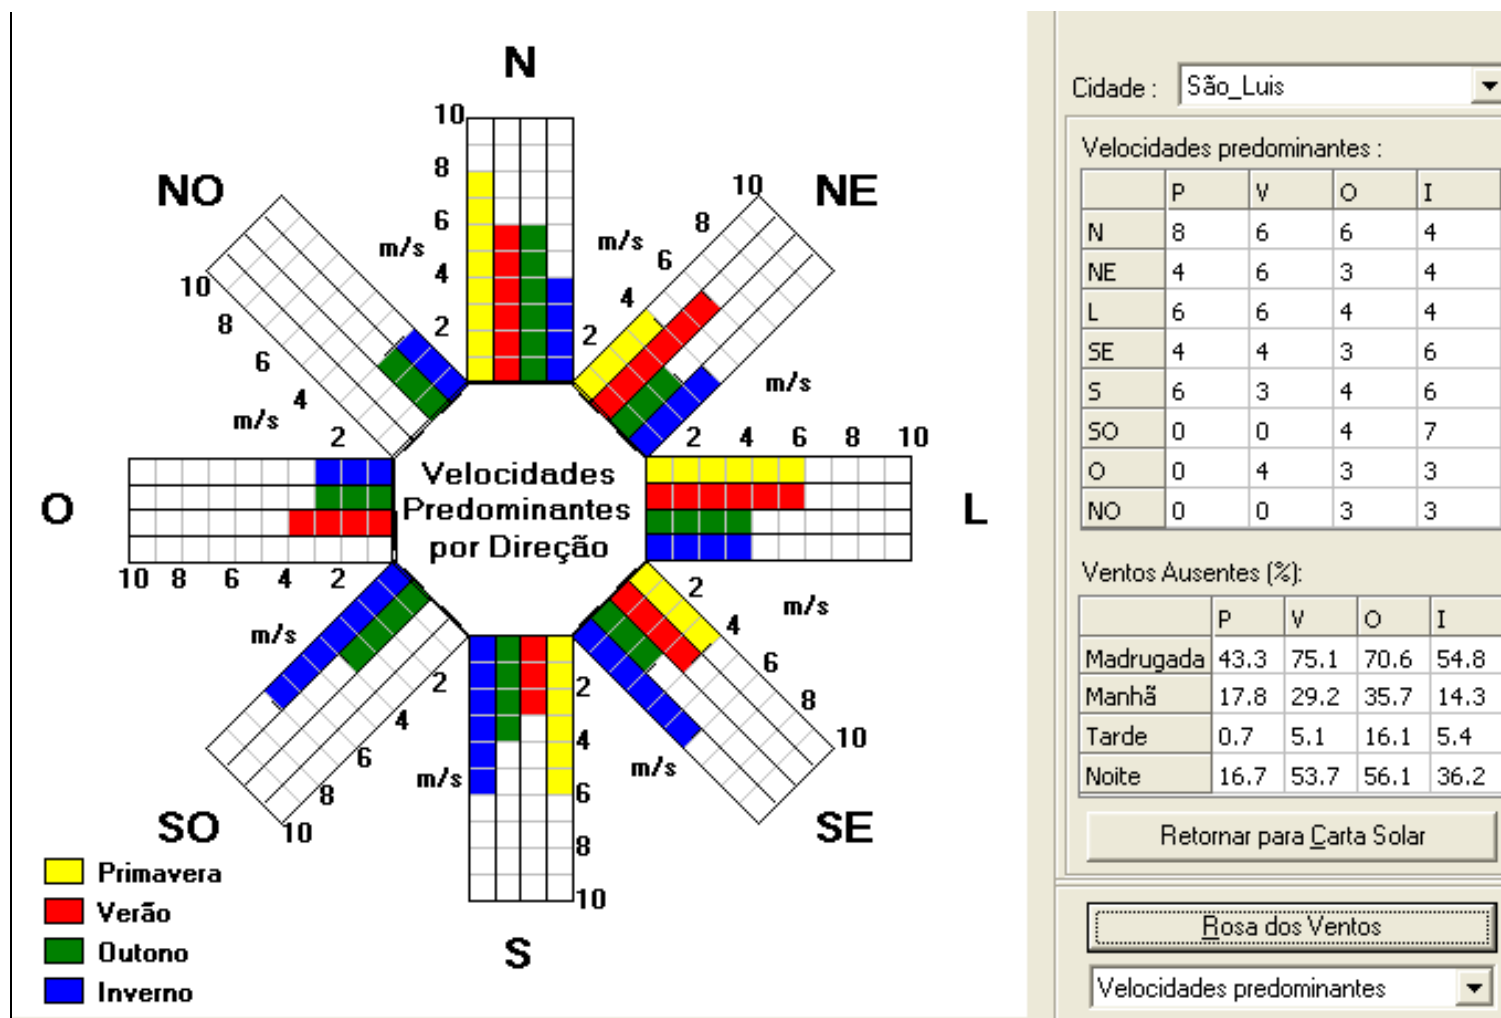 N
10
8
6
4
2
m/s
NO
10
8
6
4
2
m/s
NE
10
8
6
4
2
m/s
m/s
2 4 6 8 10
L
O
10 8 6 4 2
Velocidades
Predominantes
por Direção
m/s
2
4
6
8
10
SE
m/s
m/s
2
4
6
8
10
SO
m/s
2
4
6
8
10
S
Primavera
Verão
Outono
Inverno
Cidade : São_Luis
Velocidades predominantes :
P V O I
N 8 6 6 4
NE 4 6 3 4
L 6 6 4 4
SE 4 4 3 6
S 6 3 4 6
SO 0 0 4 7
O 0 4 3 3
NO 0 0 3 3
Ventos Ausentes (%):
P V O I
Madrugada 43.3 75.1 70.6 54.8
Manhã 17.8 29.2 35.7 14.3
Tarde 0.7 5.1 16.1 5.4
Noite 16.7 53.7 56.1 36.2
Retornar para Carta Solar
Rosa dos Ventos
Velocidades predominantes